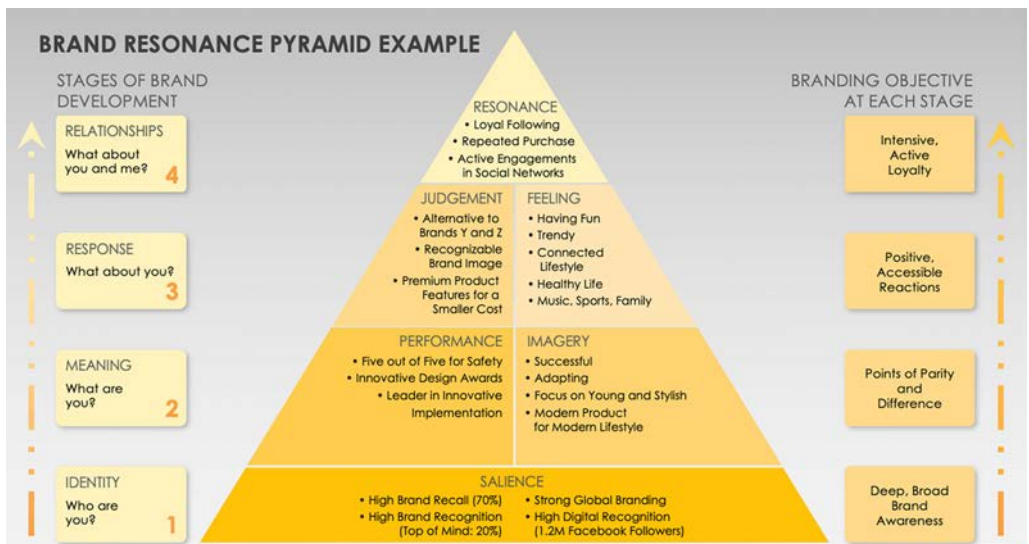 BRAND RESONANCE PYRAMID EXAMPLE
STAGES OF BRAND
DEVELOPMENT
BRANDING OBJECTIVE
AT EACH STAGE
RELATIONSHIPS
What about
you and me?
4
RESONANCE
• Loyal Following
• Repeated Purchase
• Active Engagements
in Social Networks
Intensive,
Active
Loyalty
RESPONSE
What about you?
3
JUDGEMENT
• Alternative to
Brands Y and Z
• Recognizable
Brand Image
• Premium Product
Features for a
Smaller Cost
FEELING
• Having Fun
• Trendy
• Connected
Lifestyle
• Healthy Life
• Music, Sports, Family
Positive,
Accessible
Reactions
MEANING
What are
you?
2
PERFORMANCE
• Five out of Five for Safety
• Innovative Design Awards
• Leader in Innovative
Implementation
IMAGERY
• Successful
• Adapting
• Focus on Young and Stylish
• Modern Product
for Modern Lifestyle
Points of Parity
and
Difference
IDENTITY
Who are
you?
1
SALIENCE
• High Brand Recall (70%)
• High Brand Recognition
(Top of Mind: 20%)
• Strong Global Branding
• High Digital Recognition
(1.2M Facebook Followers)
Deep, Broad
Brand
Awareness